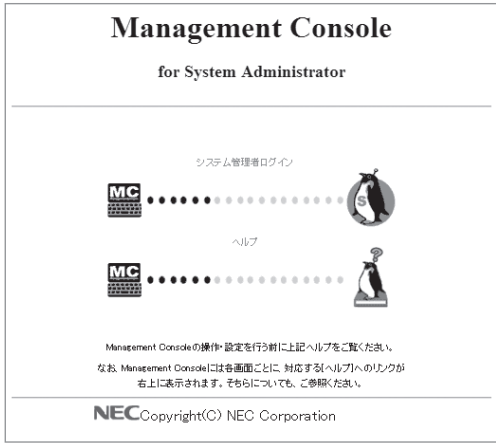 Management Console
for System Administrator
システム管理者ログイン
MC
S
ヘルプ
MC
?
Management Consoleの操作・設定を行う前に上記ヘルプをご覧ください。
なお、Management Consoleには各画面ごとに、対応する[ヘルプ]へのリンクが
右上に表示されます。そちらについても、ご参照ください。
NEC Copyright(C) NEC Corporation